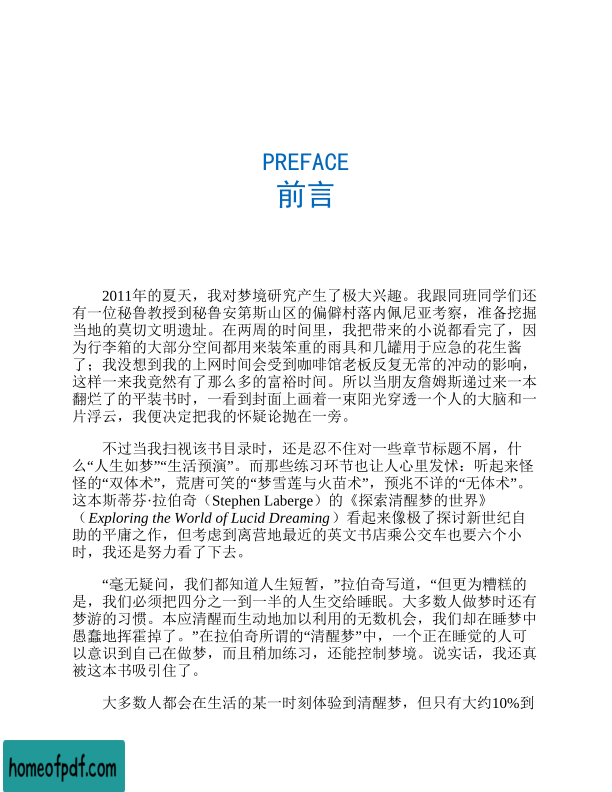 PREFACE
前言
2011年的夏天，我对梦境研究产生了极大兴趣。我跟同班同学们还
有一位秘鲁教授到秘鲁安第斯山区的偏僻村落内佩尼亚考察，准备挖掘
当地的莫切文明遗址。在两周的时间里，我把带来的小说都看完了，因
为行李箱的大部分空间都用来装笨重的雨具和几罐用于应急的花生酱
了；我没想到我的上网时间会受到咖啡馆老板反复无常的冲动的影响，
这样一来我竟然有了那么多的富裕时间。所以当朋友詹姆斯递过来一本
翻烂了的平装书时，一看到封面上画着一束阳光穿透一个人的大脑和一
片浮云，我便决定把我的怀疑论抛在一旁。
不过当我扫视该书目录时，还是忍不住对一些章节标题不屑，什
么“人生如梦”“生活预演”。而那些练习环节也让人心里发怵：听起来怪
怪的“双体术”，荒唐可笑的“梦雪莲与火苗术”，预兆不详的“无体术”。
这本斯蒂芬·拉伯奇（Stephen Laberge）的《探索清醒梦的世界》
（Exploring the World of Lucid Dreaming）看起来像极了探讨新世纪自
助的平庸之作，但考虑到离营地最近的英文书店乘公交车也要六个小
时，我还是努力看了下去。
“毫无疑问，我们都知道人生短暂，”拉伯奇写道，“但更为糟糕的
是，我们必须把四分之一到一半的人生交给睡眠。大多数人做梦时还有
梦游的习惯。本应清醒而生动地加以利用的无数机会，我们却在睡梦中
愚蠢地挥霍掉了。”在拉伯奇所谓的“清醒梦”中，一个正在睡觉的人可
以意识到自己在做梦，而且稍加练习，还能控制梦境。说实话，我还真
被这本书吸引住了。
大多数人都会在生活的某一时刻体验到清醒梦，但只有大约10%到
homeofpdf.com